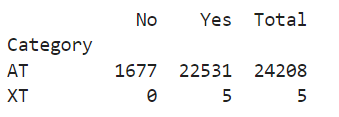 No Yes Total
Category
AT 1677 22531 24208
XT 0 5 5